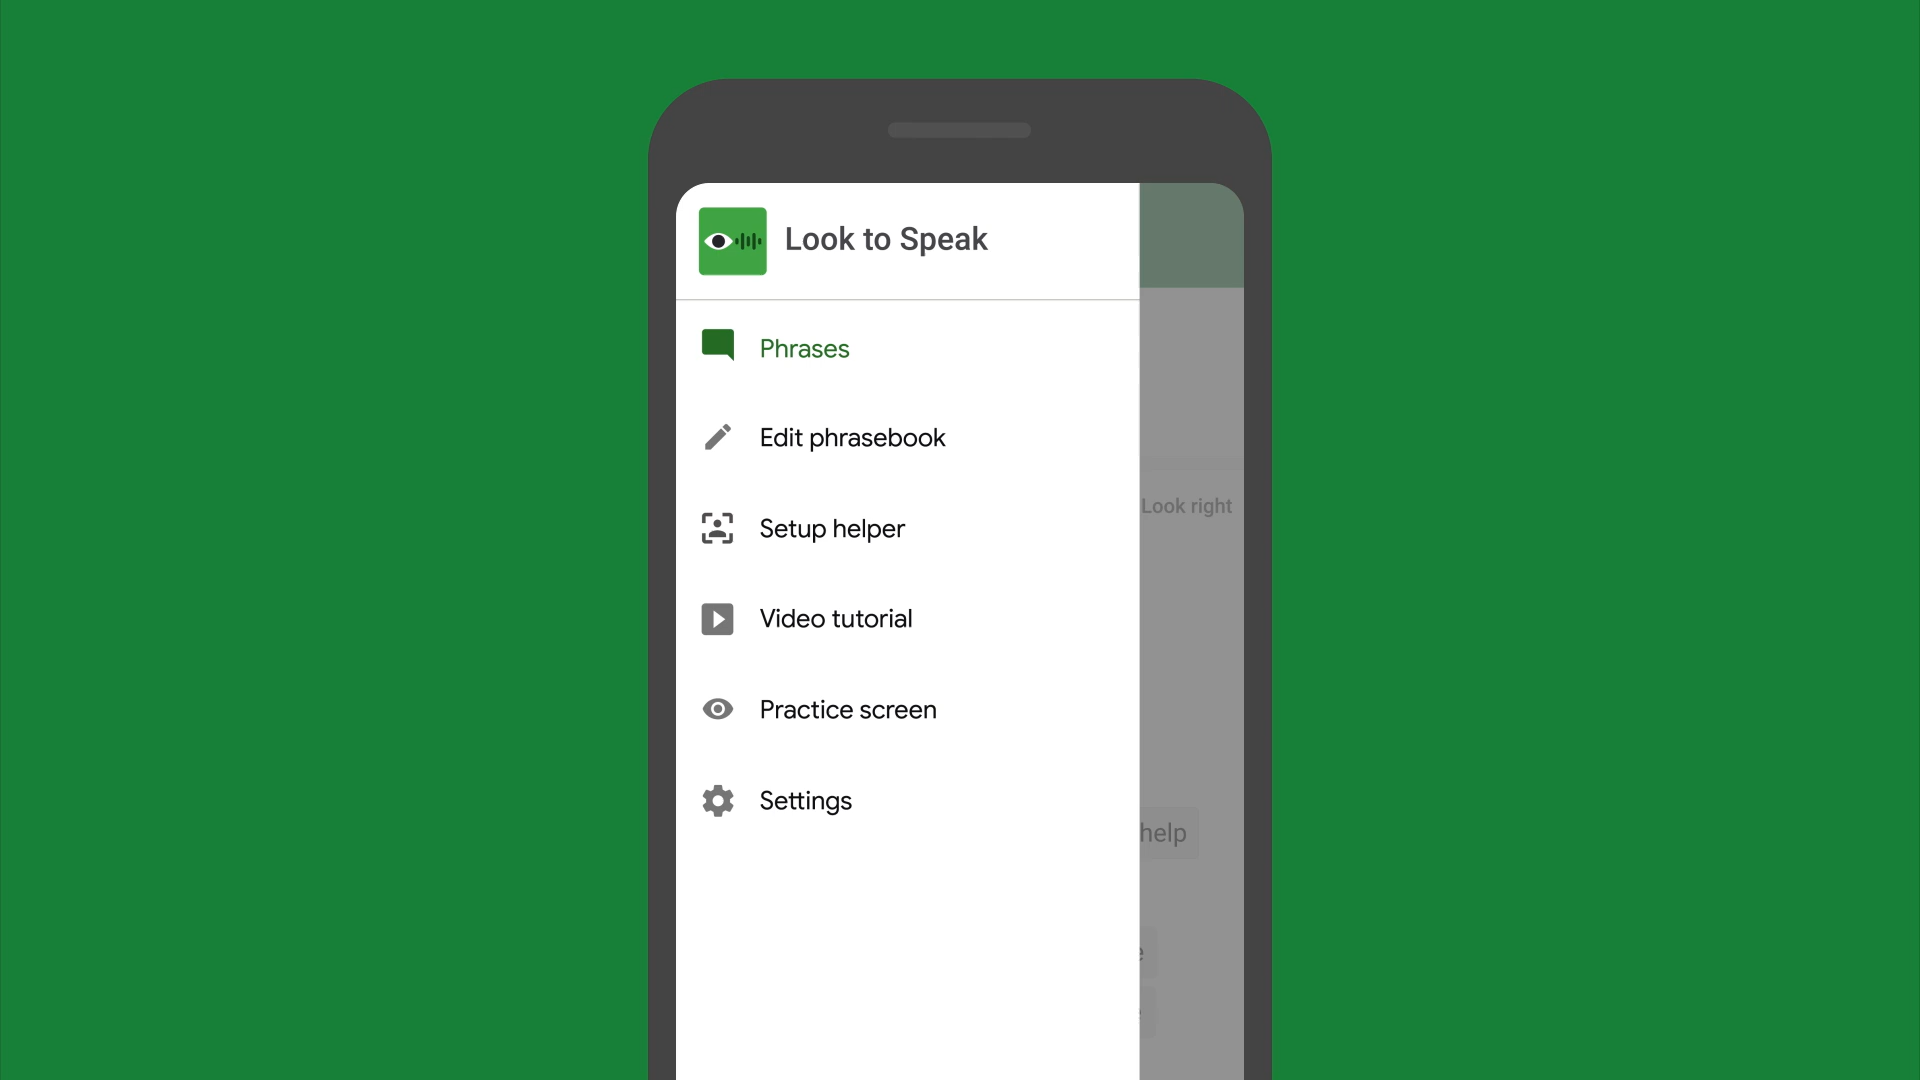 Look to Speak
Phrases
Edit phrasebook
Look right
Setup helper
Video tutorial
Practice screen
Settings
help